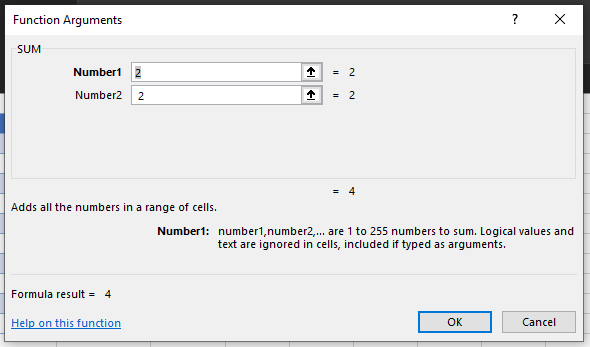 Function Arguments ?
SUM
Number1 2 = 2
Number2 2 = 2
= 4
Adds all the numbers in a range of cells.
Number1: number1,number2,... are 1 to 255 numbers to sum. Logical values and
text are ignored in cells, included if typed as arguments.
Formula result = 4
Help on this function OK Cancel